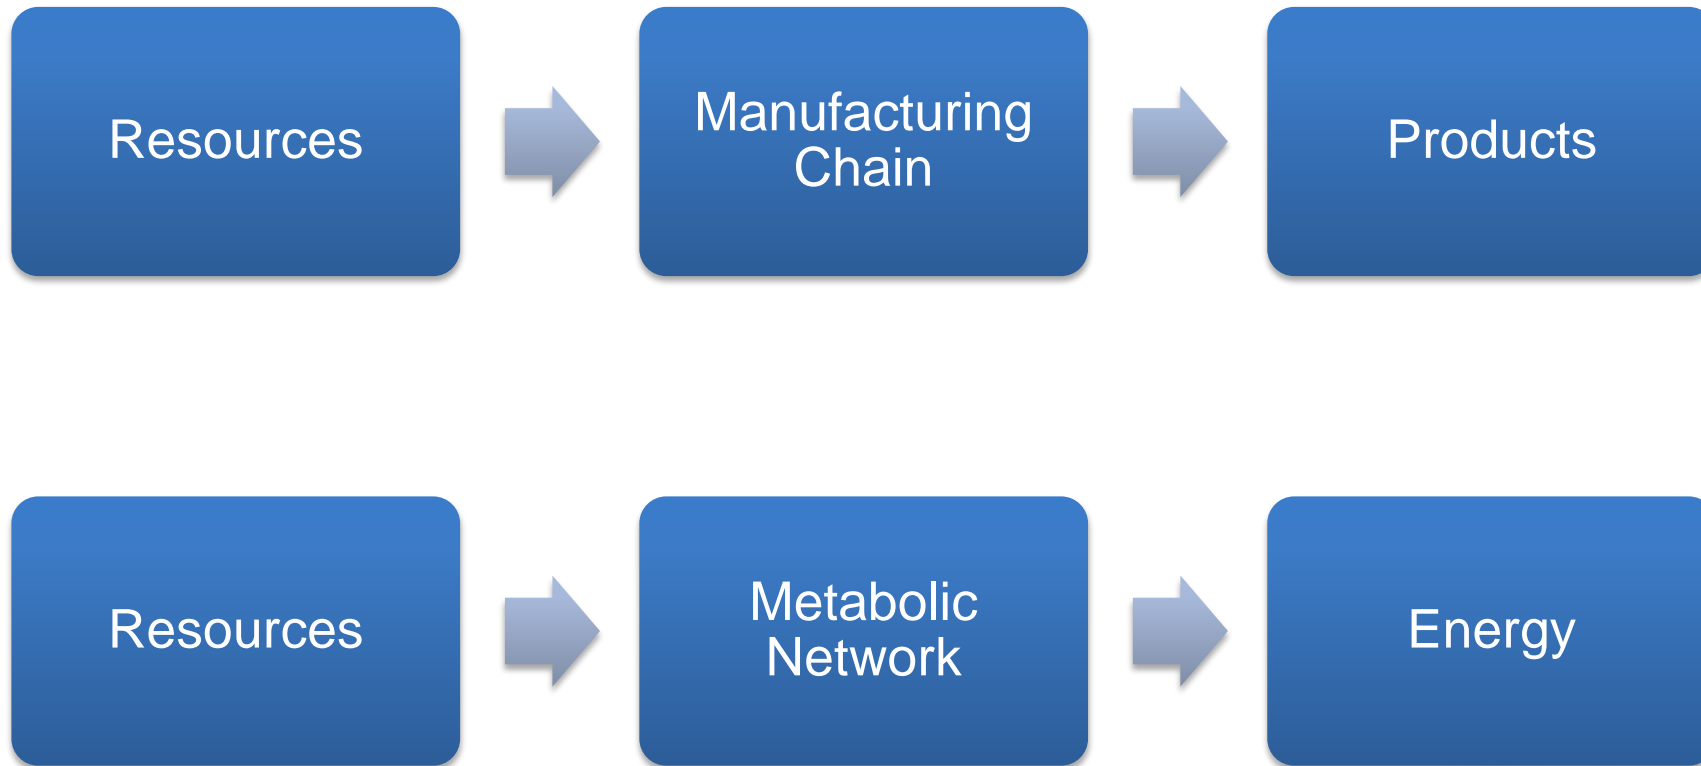 Resources
Manufacturing
Chain
Products
Resources
Metabolic
Network
Energy